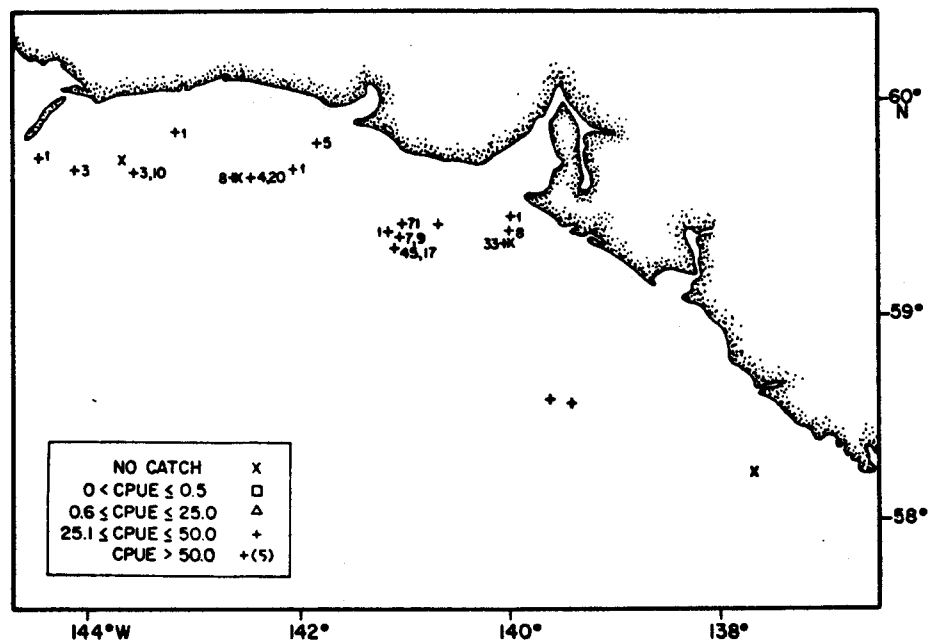 60°
N
+1
+5
+1
X
+3
+3,10
8+K
+4,20
+1
+71
+
+1
1+
+7,9
+8
33+K
+45,17
59°
+ +
NO CATCH X
X
0 < CPUE ≤ 0.5 □
0.6 ≤ CPUE ≤ 25.0 △
58°
25.1 ≤ CPUE ≤ 50.0 +
CPUE > 50.0 +(5)
144°W 142° 140° 138°